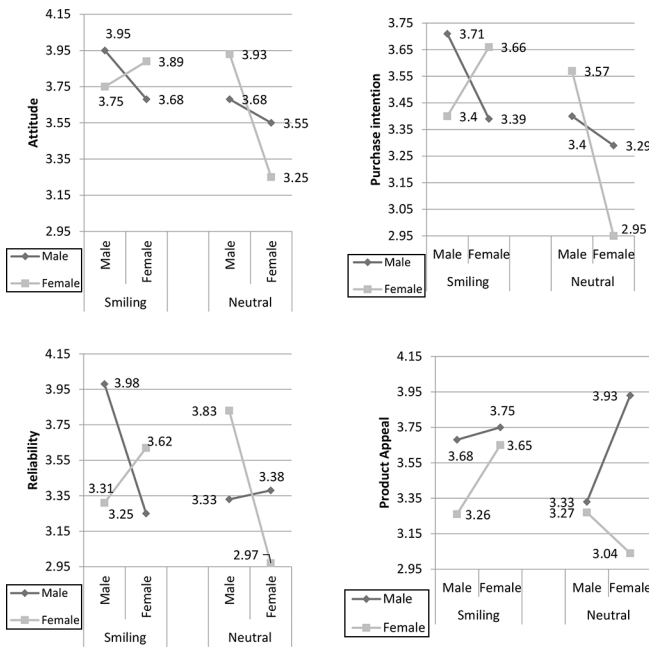 Attitude
4.15
3.95
3.75
3.55
3.35
3.15
2.95
3.95
3.89
3.75
3.68
3.93
3.68
3.55
3.25
Male
Female
Male
Female
Smiling
Neutral
Male
Female
Purchase intention
3.75
3.65
3.55
3.45
3.35
3.25
3.15
3.05
2.95
3.71
3.66
3.4
3.39
3.57
3.4
3.29
2.95
Male Female
Male Female
Smiling
Neutral
Male
Female
Reliability
4.15
3.95
3.75
3.55
3.35
3.15
2.95
3.98
3.62
3.31
3.25
3.83
3.38
3.33
2.97
Male
Female
Male
Female
Smiling
Neutral
Male
Female
Product Appeal
4.15
3.95
3.75
3.55
3.35
3.15
2.95
3.75
3.68
3.65
3.26
3.93
3.33
3.27
3.04
Male Female
Male Female
Smiling
Neutral
Male
Female